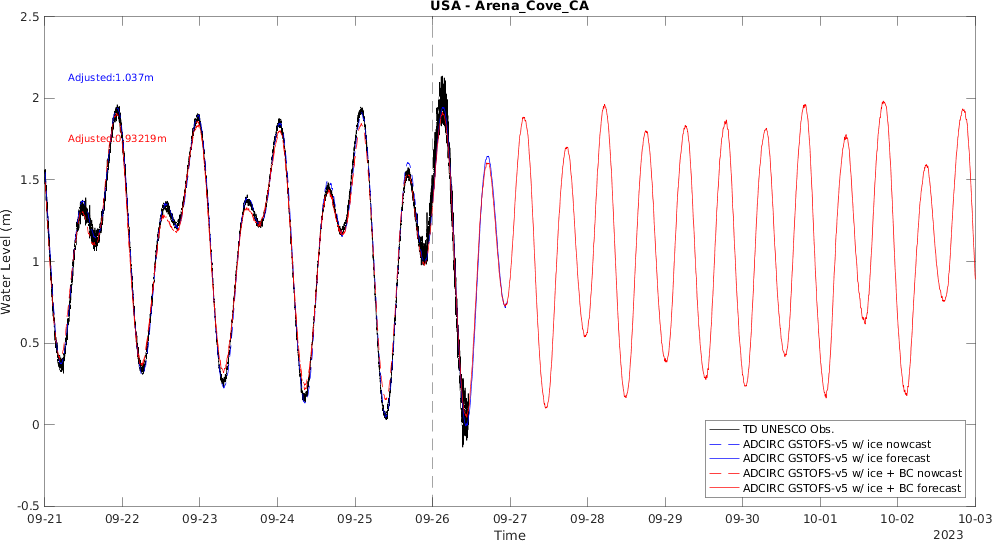 USA - Arena_Cove_CA
2.5
Adjusted:1.037m
2
Adjusted:0.93219m
1.5
1
0.5
0
-0.5
Water Level (m)
TD UNESCO Obs.
ADCIRC GSTOFS-v5 w/ ice nowcast
ADCIRC GSTOFS-v5 w/ ice forecast
ADCIRC GSTOFS-v5 w/ ice + BC nowcast
ADCIRC GSTOFS-v5 w/ ice + BC forecast
09-21 09-22 09-23 09-24 09-25 09-26 09-27 09-28 09-29 09-30 10-01 10-02 10-03
Time
2023